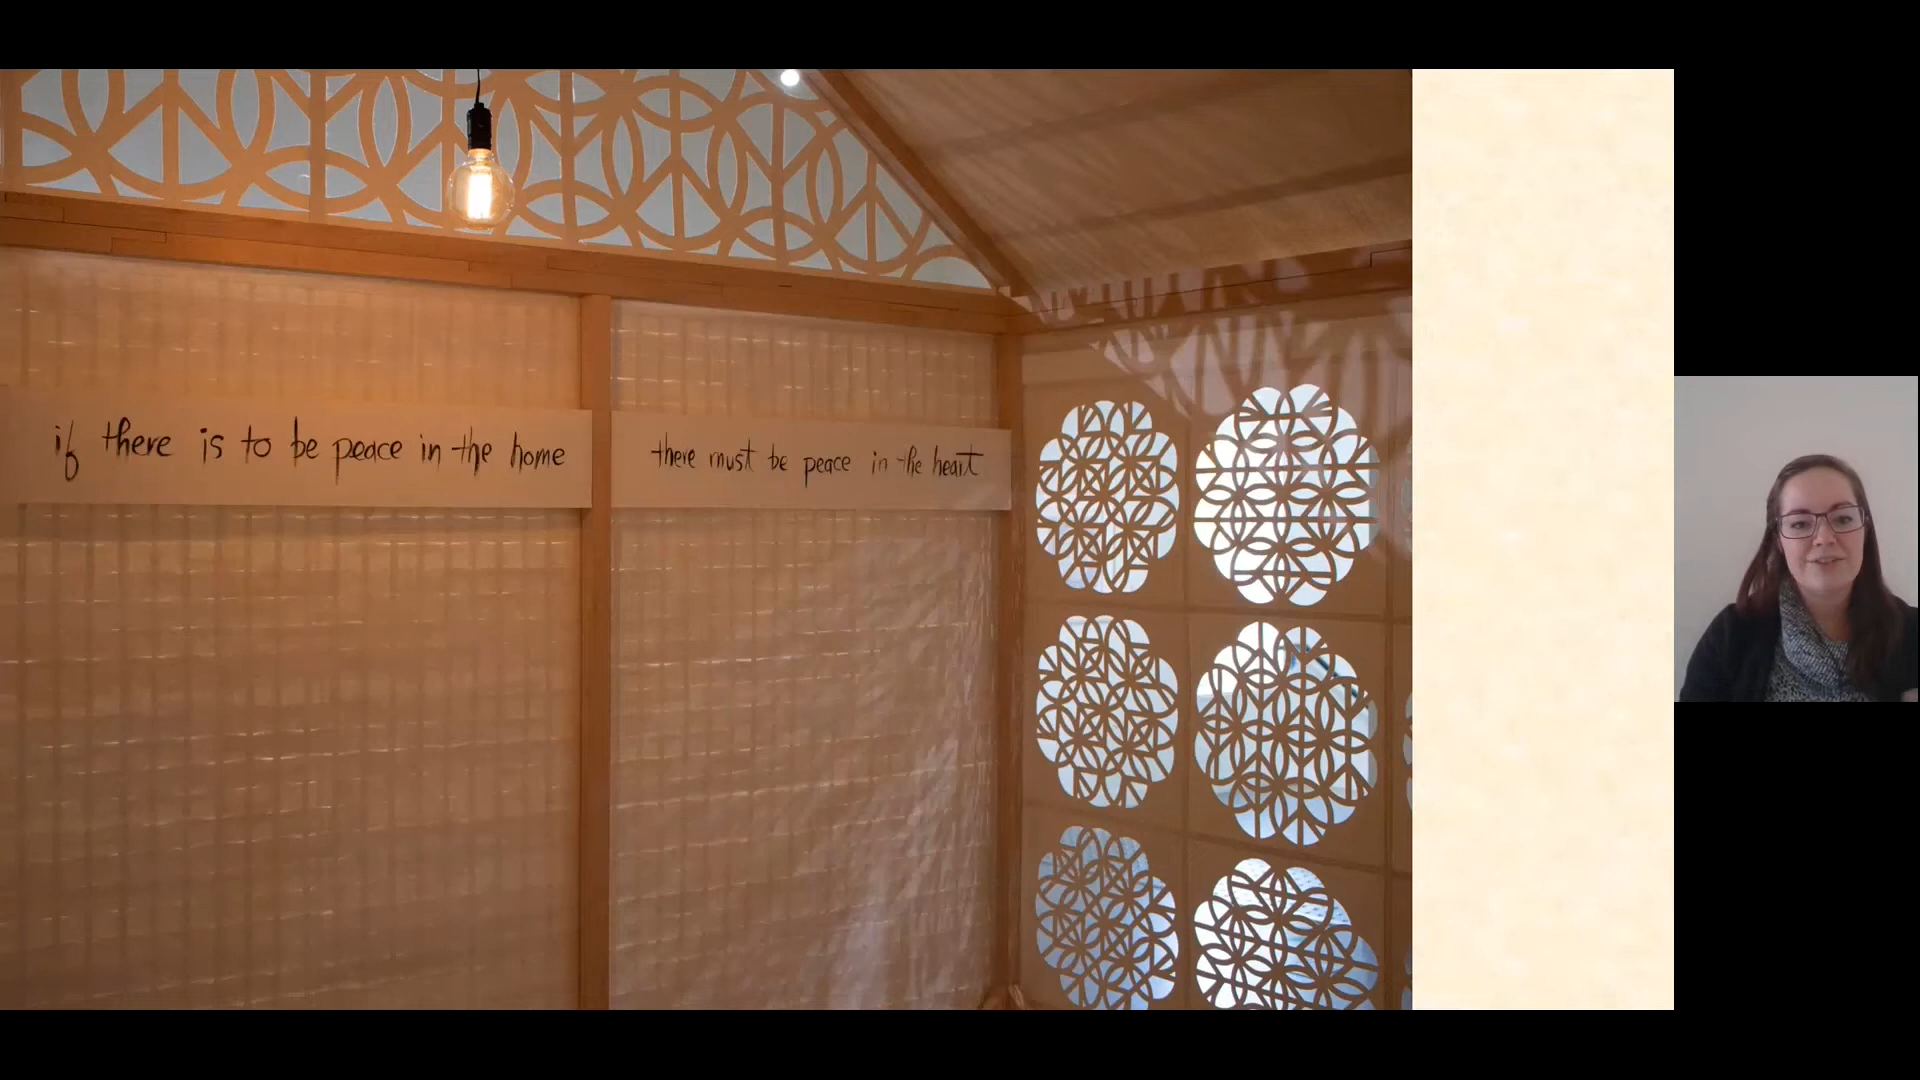 if there is to be peace in the home
there must be peace in the heart